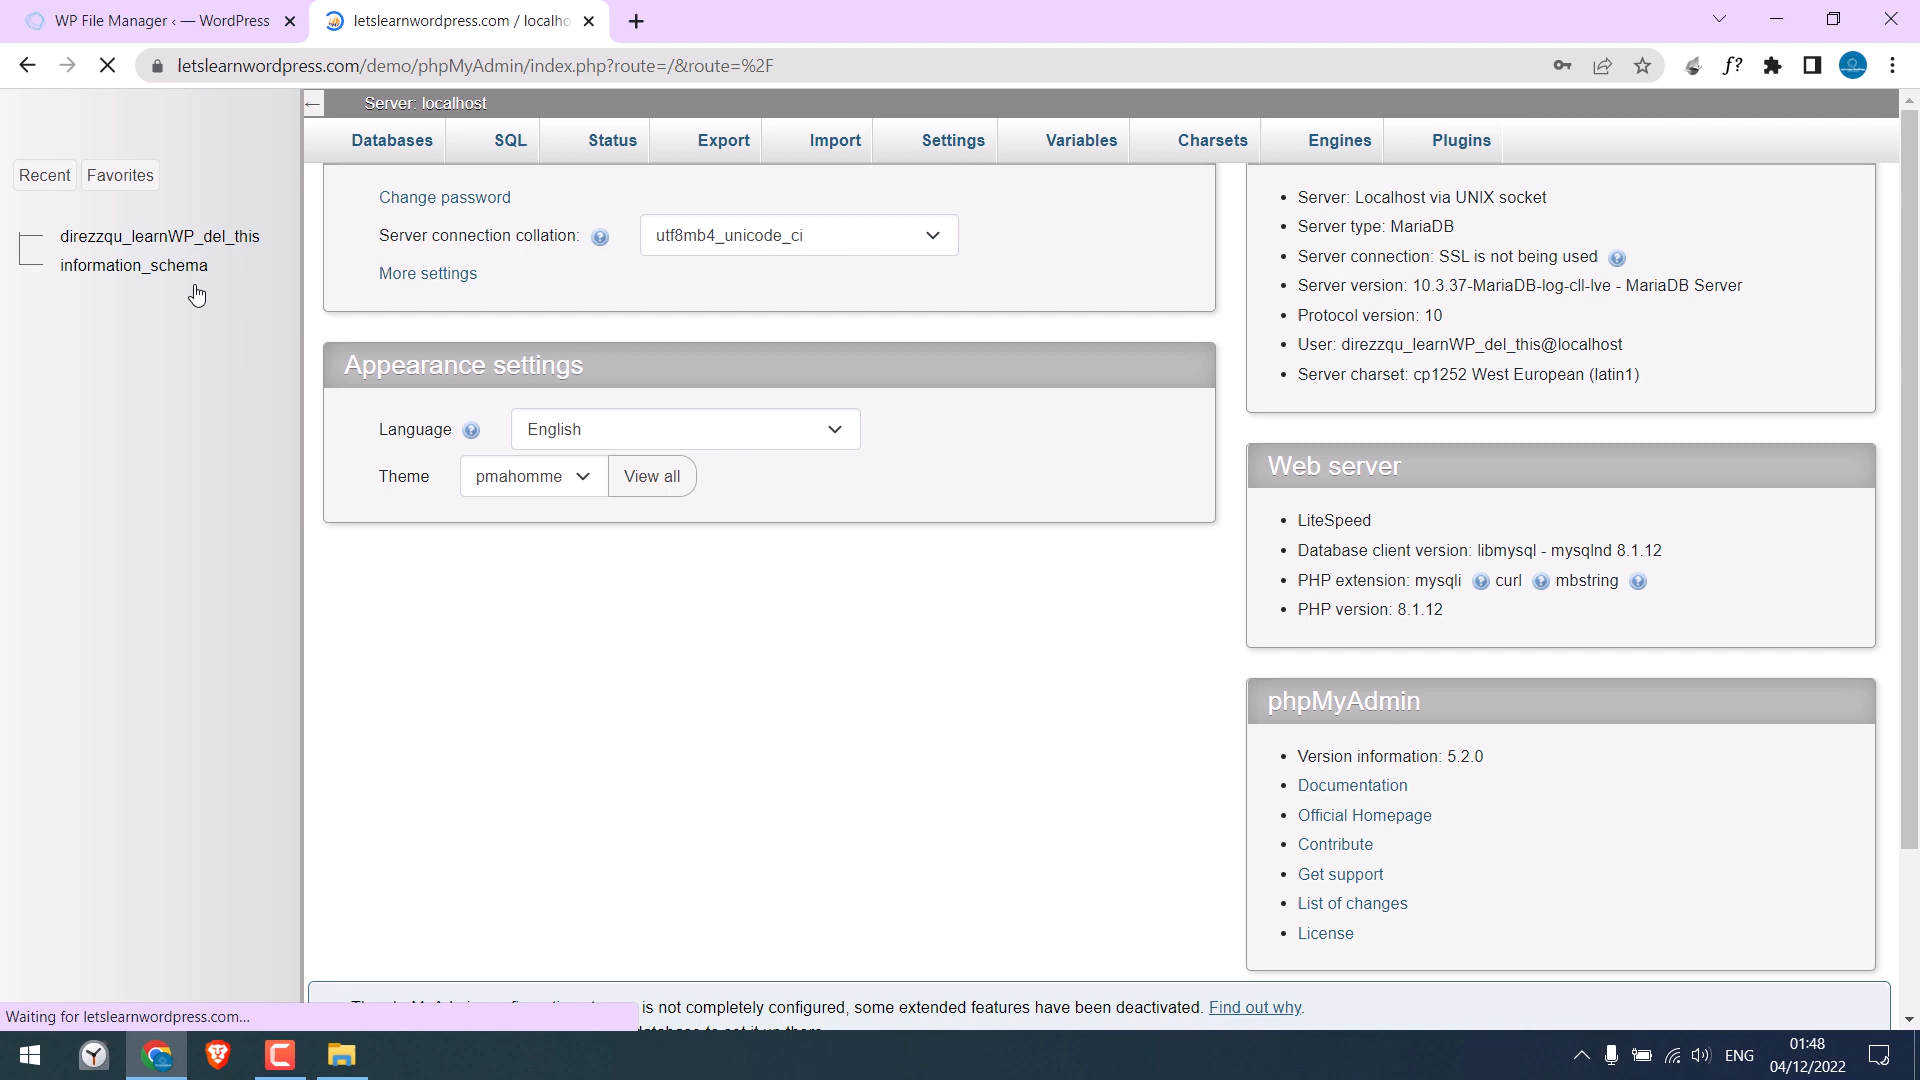 WP File Manager ‹ — WordPress
letslearnwordpress.com / localho
letslearnwordpress.com/demo/phpMyAdmin/index.php?route=/&route=%2F
f?
Server: localhost
Databases SQL Status Export Import Settings Variables Charsets Engines Plugins
Recent Favorites
direzzqu_learnWP_del_this
information_schema
Change password
Server connection collation: utf8mb4_unicode_ci
More settings
Appearance settings
Language English
Theme pmahomme View all
Server: Localhost via UNIX socket
Server type: MariaDB
Server connection: SSL is not being used
Server version: 10.3.37-MariaDB-log-cll-lve - MariaDB Server
Protocol version: 10
User: direzzqu_learnWP_del_this@localhost
Server charset: cp1252 West European (latin1)
Web server
LiteSpeed
Database client version: libmysql - mysqlnd 8.1.12
PHP extension: mysqli curl mbstring
PHP version: 8.1.12
phpMyAdmin
Version information: 5.2.0
Documentation
Official Homepage
Contribute
Get support
List of changes
License
is not completely configured, some extended features have been deactivated. Find out why.
Waiting for letslearnwordpress.com...
ENG
01:48
04/12/2022